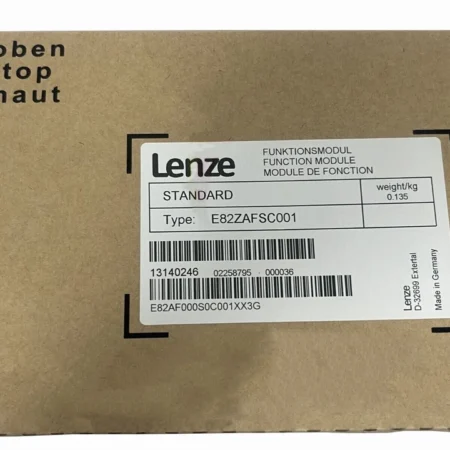 oben
top
haut
Lenze
FUNKTIONSMODUL
FUNCTION MODULE
MODULE DE FONCTION
STANDARD
weight/kg
0.135
Type: E82ZAFSC001
13140246 02258795 - 000036
E82AF000S0C001XX3G
Lenze
D-32699 Extertal
Made in Germany